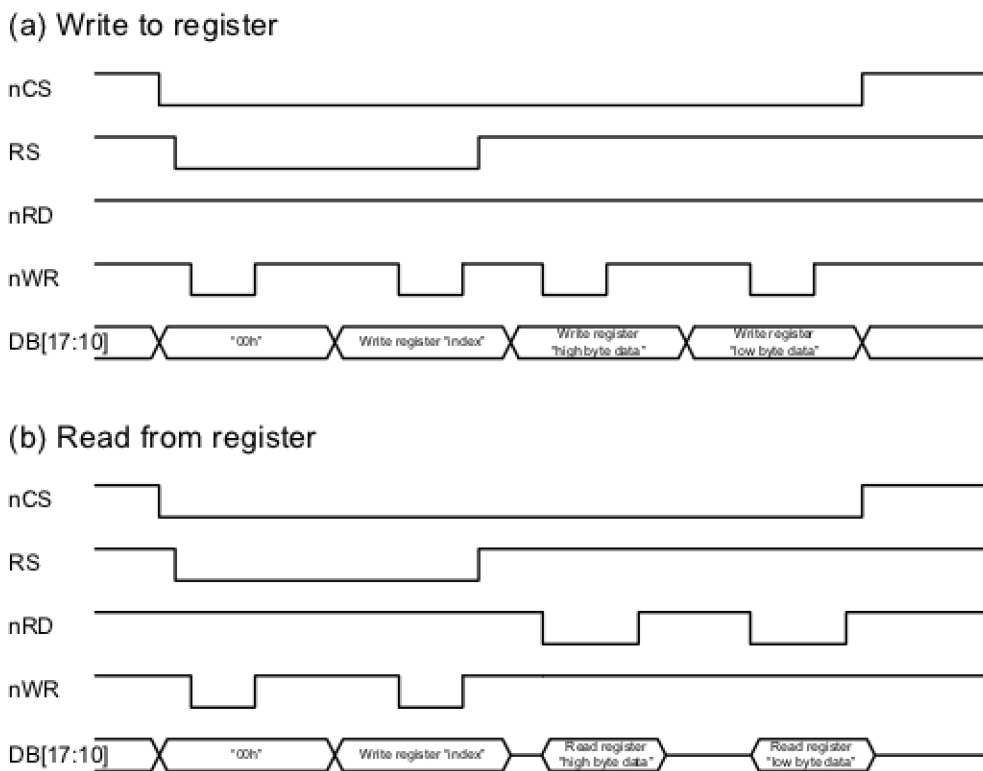 (a) Write to register
nCS
RS
nRD
nWR
DB[17:10]
"00h"
Write register "index"
Write register
"high byte data"
Write register
"low byte data"
(b) Read from register
nCS
RS
nRD
nWR
DB[17:10]
"00h"
Write register "index"
Read register
"high byte data"
Read register
"low byte data"